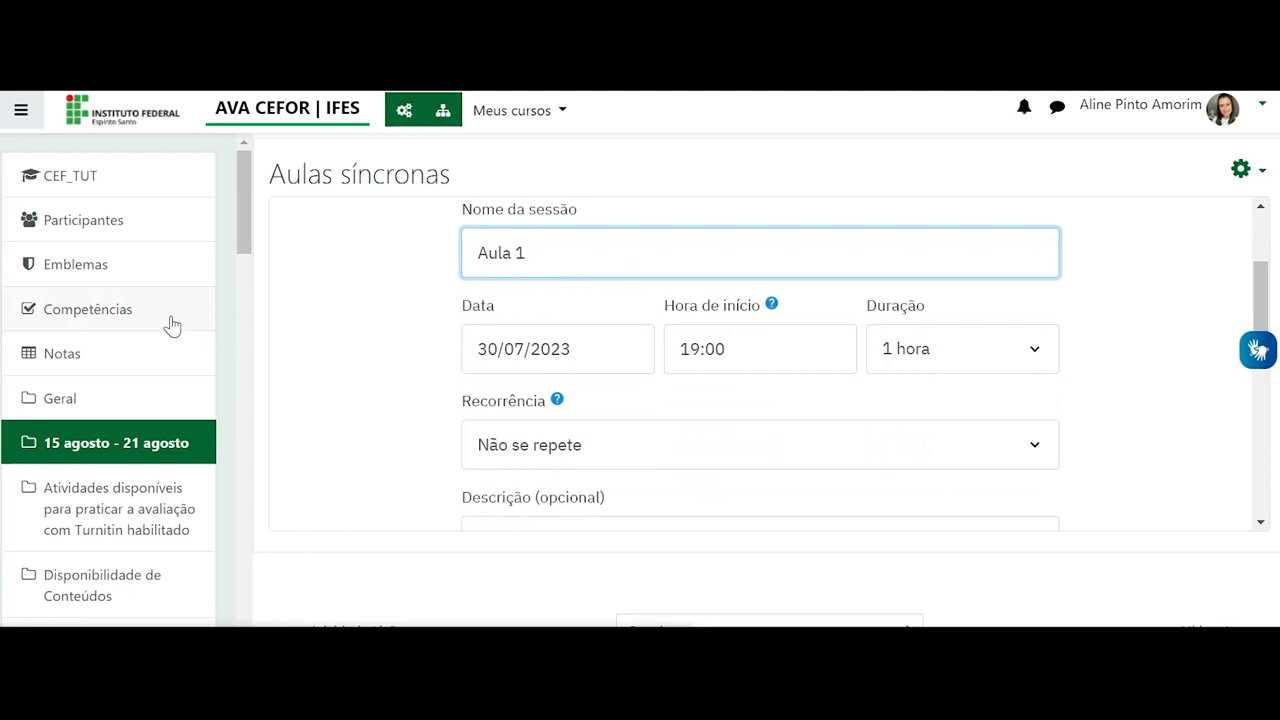 INSTITUTO FEDERAL
Espírito Santo
AVA CEFOR | IFES
Meus cursos
Aline Pinto Amorim
CEF_TUT
Participantes
Emblemas
Competências
Notas
Geral
15 agosto - 21 agosto
Atividades disponíveis
para praticar a avaliação
com Turnitin habilitado
Disponibilidade de
Conteúdos
Aulas síncronas
Nome da sessão
Aula 1
Data
Hora de início
Duração
30/07/2023
19:00
1 hora
Recorrência
Não se repete
Descrição (opcional)